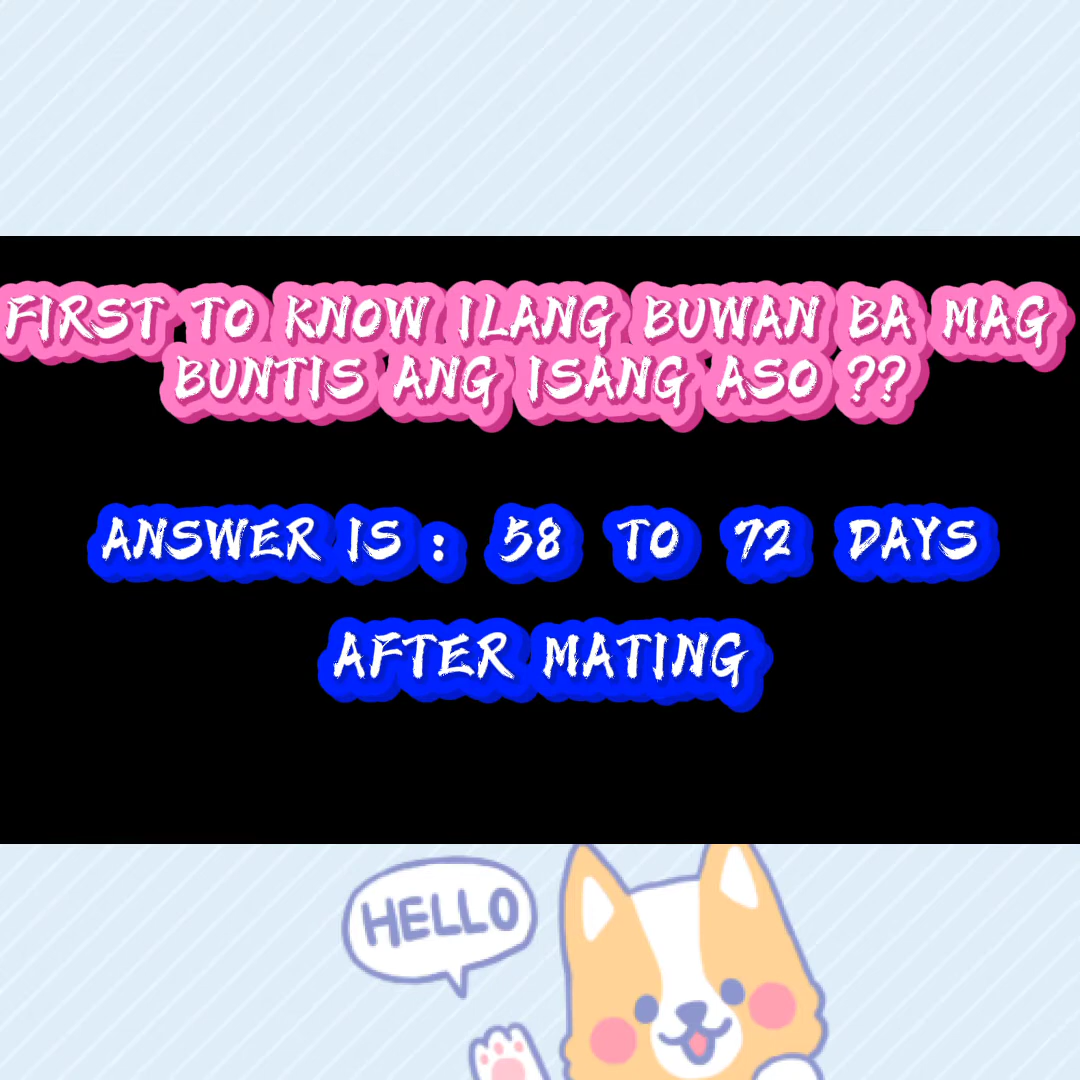 FIRST TO KNOW ILANG BUWAN BA MAG
BUNTIS ANG ISANG ASO ??
ANSWER IS : 58 TO 72 DAYS
AFTER MATING
HELLO